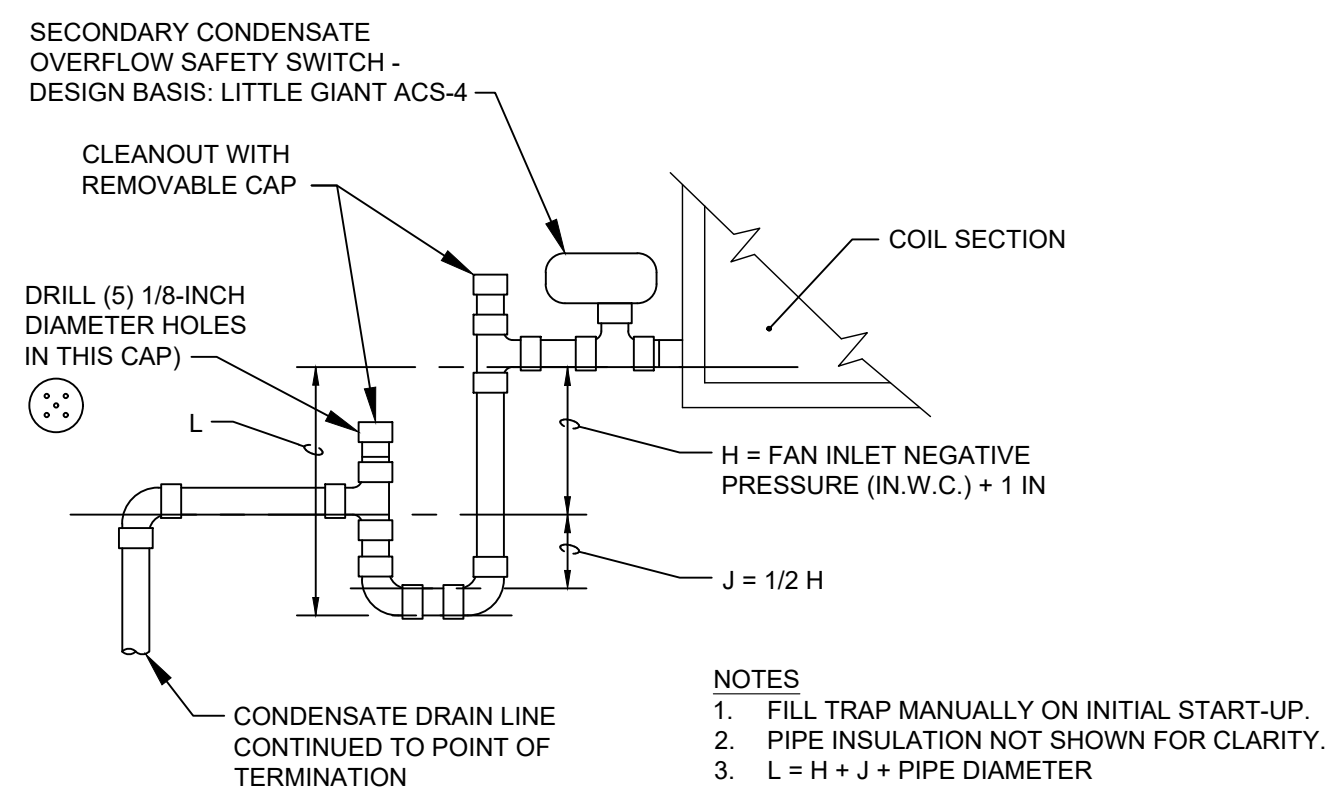 SECONDARY CONDENSATE
OVERFLOW SAFETY SWITCH -
DESIGN BASIS: LITTLE GIANT ACS-4
CLEANOUT WITH
REMOVABLE CAP
COIL SECTION
DRILL (5) 1/8-INCH
DIAMETER HOLES
IN THIS CAP)
L
H = FAN INLET NEGATIVE
PRESSURE (IN.W.C.) + 1 IN
J = 1/2 H
CONDENSATE DRAIN LINE
CONTINUED TO POINT OF
TERMINATION
NOTES
1. FILL TRAP MANUALLY ON INITIAL START-UP.
2. PIPE INSULATION NOT SHOWN FOR CLARITY.
3. L = H + J + PIPE DIAMETER